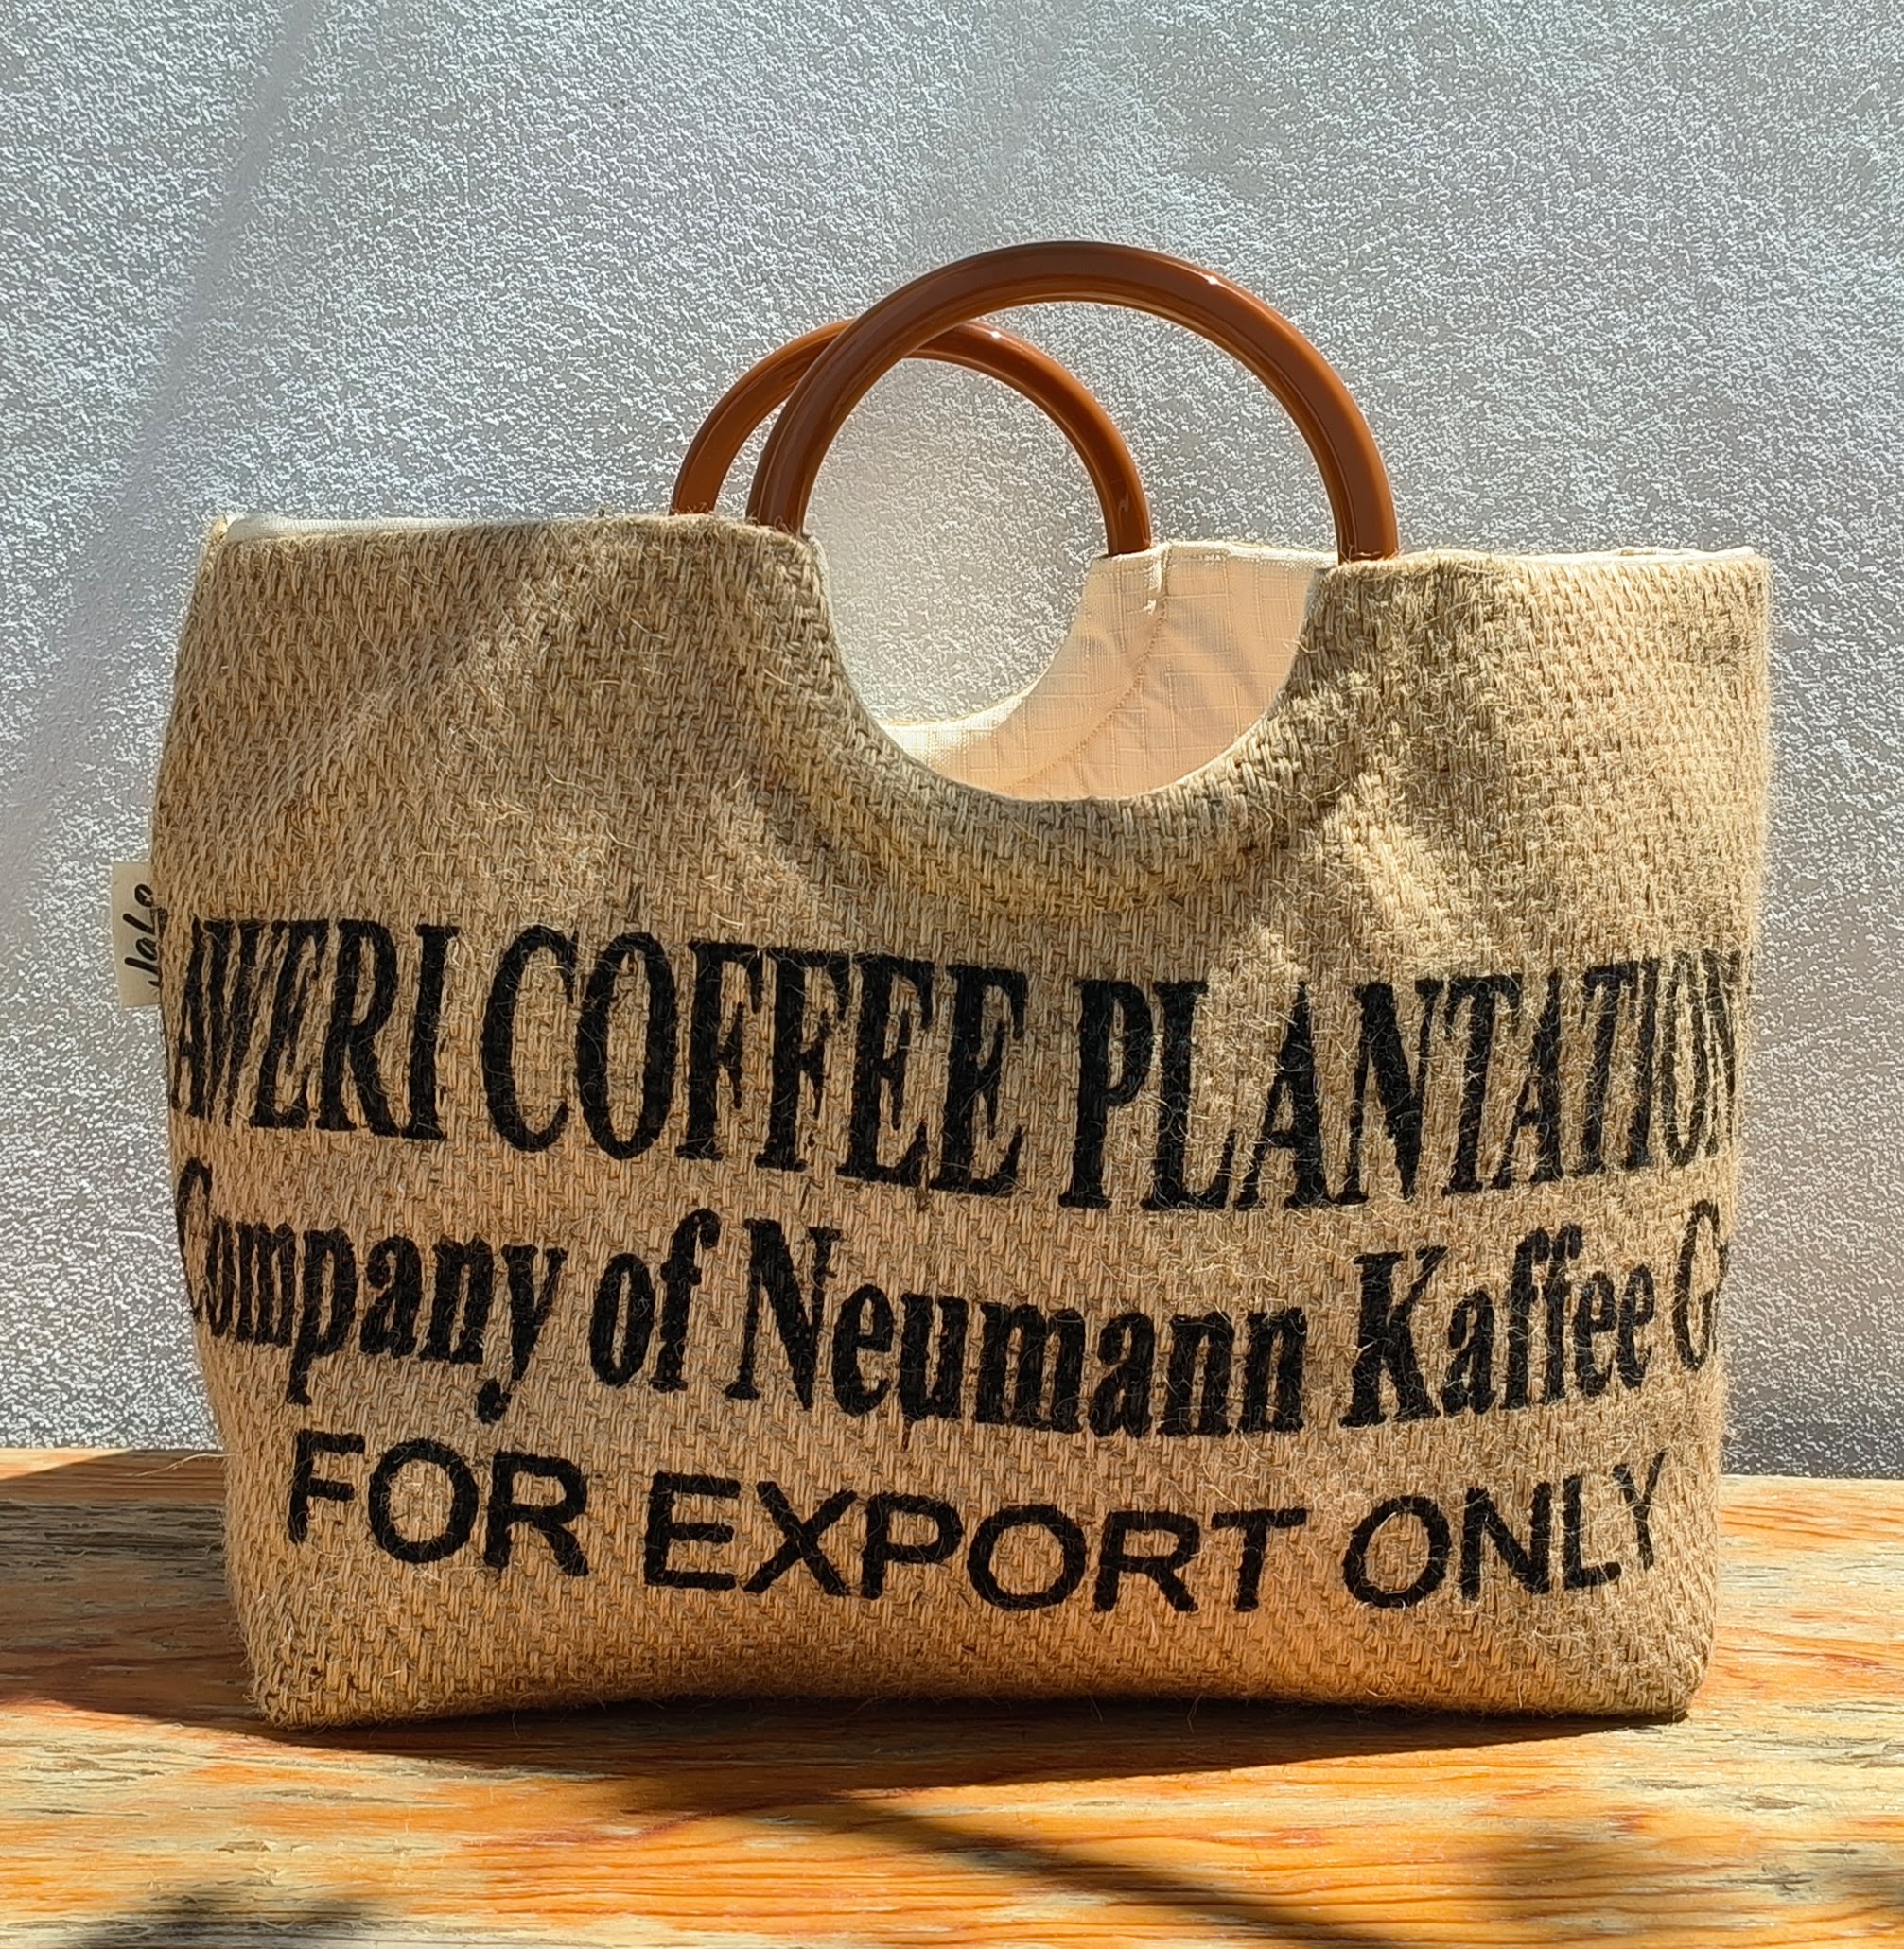 AVERI COFFEE PLANTATION
Company of Neumann Kaffee G
FOR EXPORT ONLY